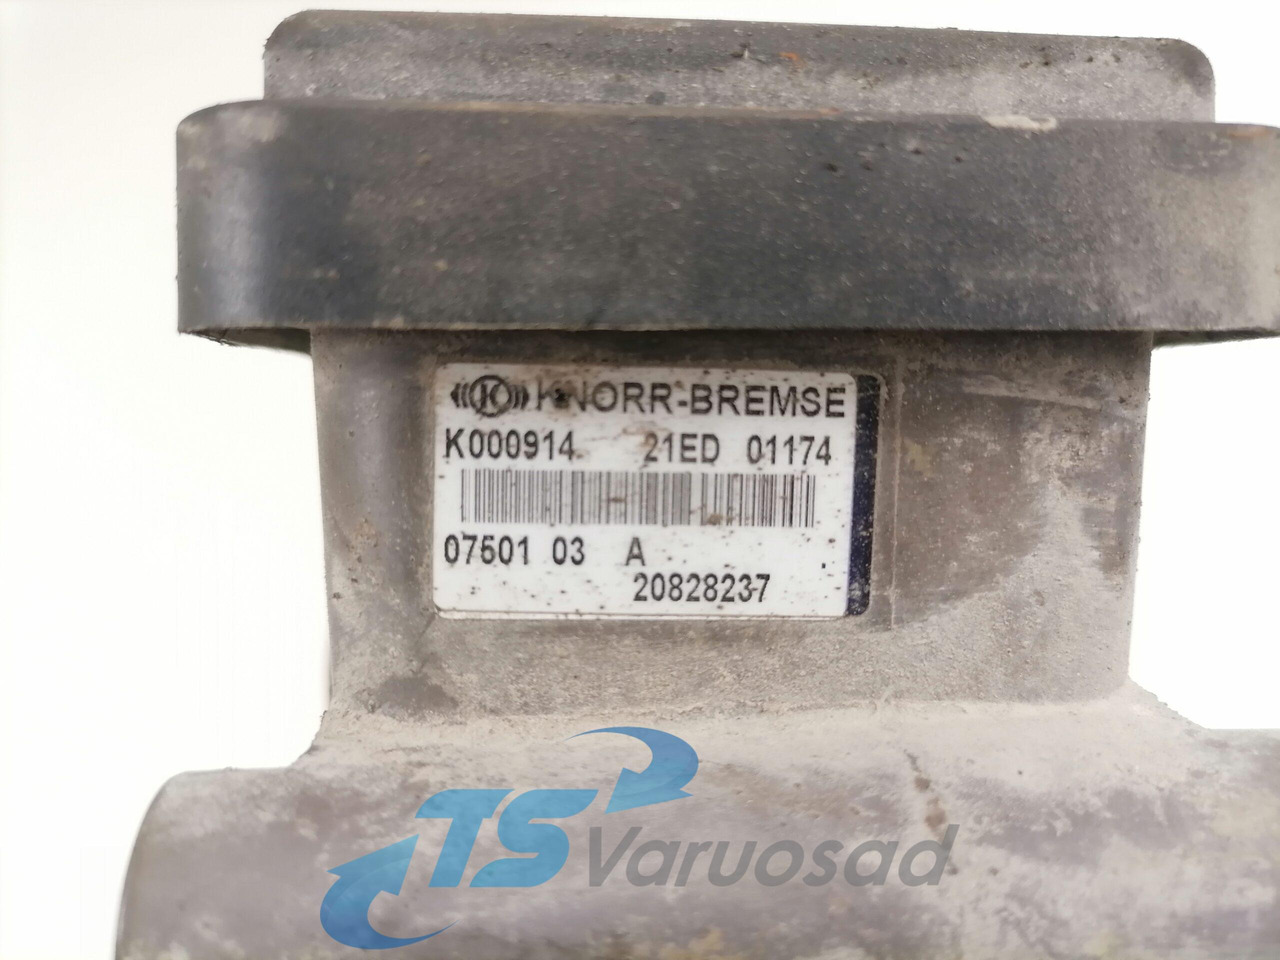 K KNORR-BREMSE
K000914 21ED 01174
07501 03 A
20828237
TS Varuosad